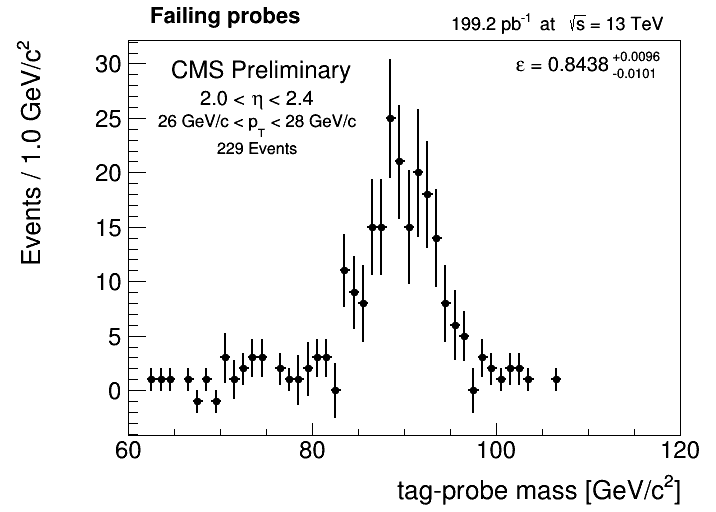 Failing probes
199.2 pb⁻¹ at √s = 13 TeV
CMS Preliminary
2.0 < η < 2.4
26 GeV/c < p_T < 28 GeV/c
229 Events
ε = 0.8438 +0.0096 -0.0101
Events / 1.0 GeV/c²
30
25
20
15
10
5
0
60 80 100 120
tag-probe mass [GeV/c²]